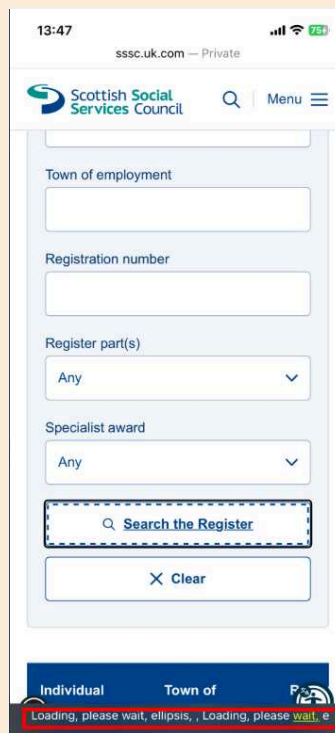 13:47
75
sssc.uk.com — Private
Scottish Social
Services Council
Menu
Town of employment
Registration number
Register part(s)
Any
Specialist award
Any
Search the Register
Clear
Individual
Town of
Loading, please wait, ellipsis, , Loading, please wait, e